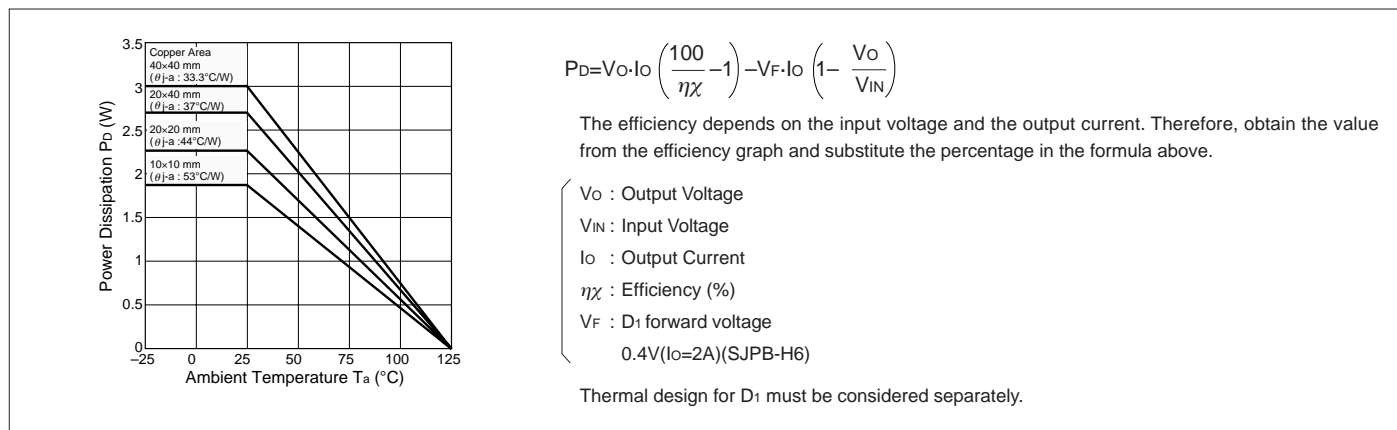 3.5
3
2.5
2
1.5
1
0.5
0
Power Dissipation PD (W)
Copper Area
40×40 mm
(θj-a : 33.3°C/W)
20×40 mm
(θj-a : 37°C/W)
20×20 mm
(θj-a :44°C/W)
10×10 mm
(θj-a : 53°C/W)
−25 0 25 50 75 100 125
Ambient Temperature Ta (°C)
PD=VO·IO (100/ηχ −1) −VF·IO (1− VO/VIN)
The efficiency depends on the input voltage and the output current. Therefore, obtain the value
from the efficiency graph and substitute the percentage in the formula above.
VO : Output Voltage
VIN : Input Voltage
IO : Output Current
ηχ : Efficiency (%)
VF : D1 forward voltage
0.4V(IO=2A)(SJPB-H6)
Thermal design for D1 must be considered separately.